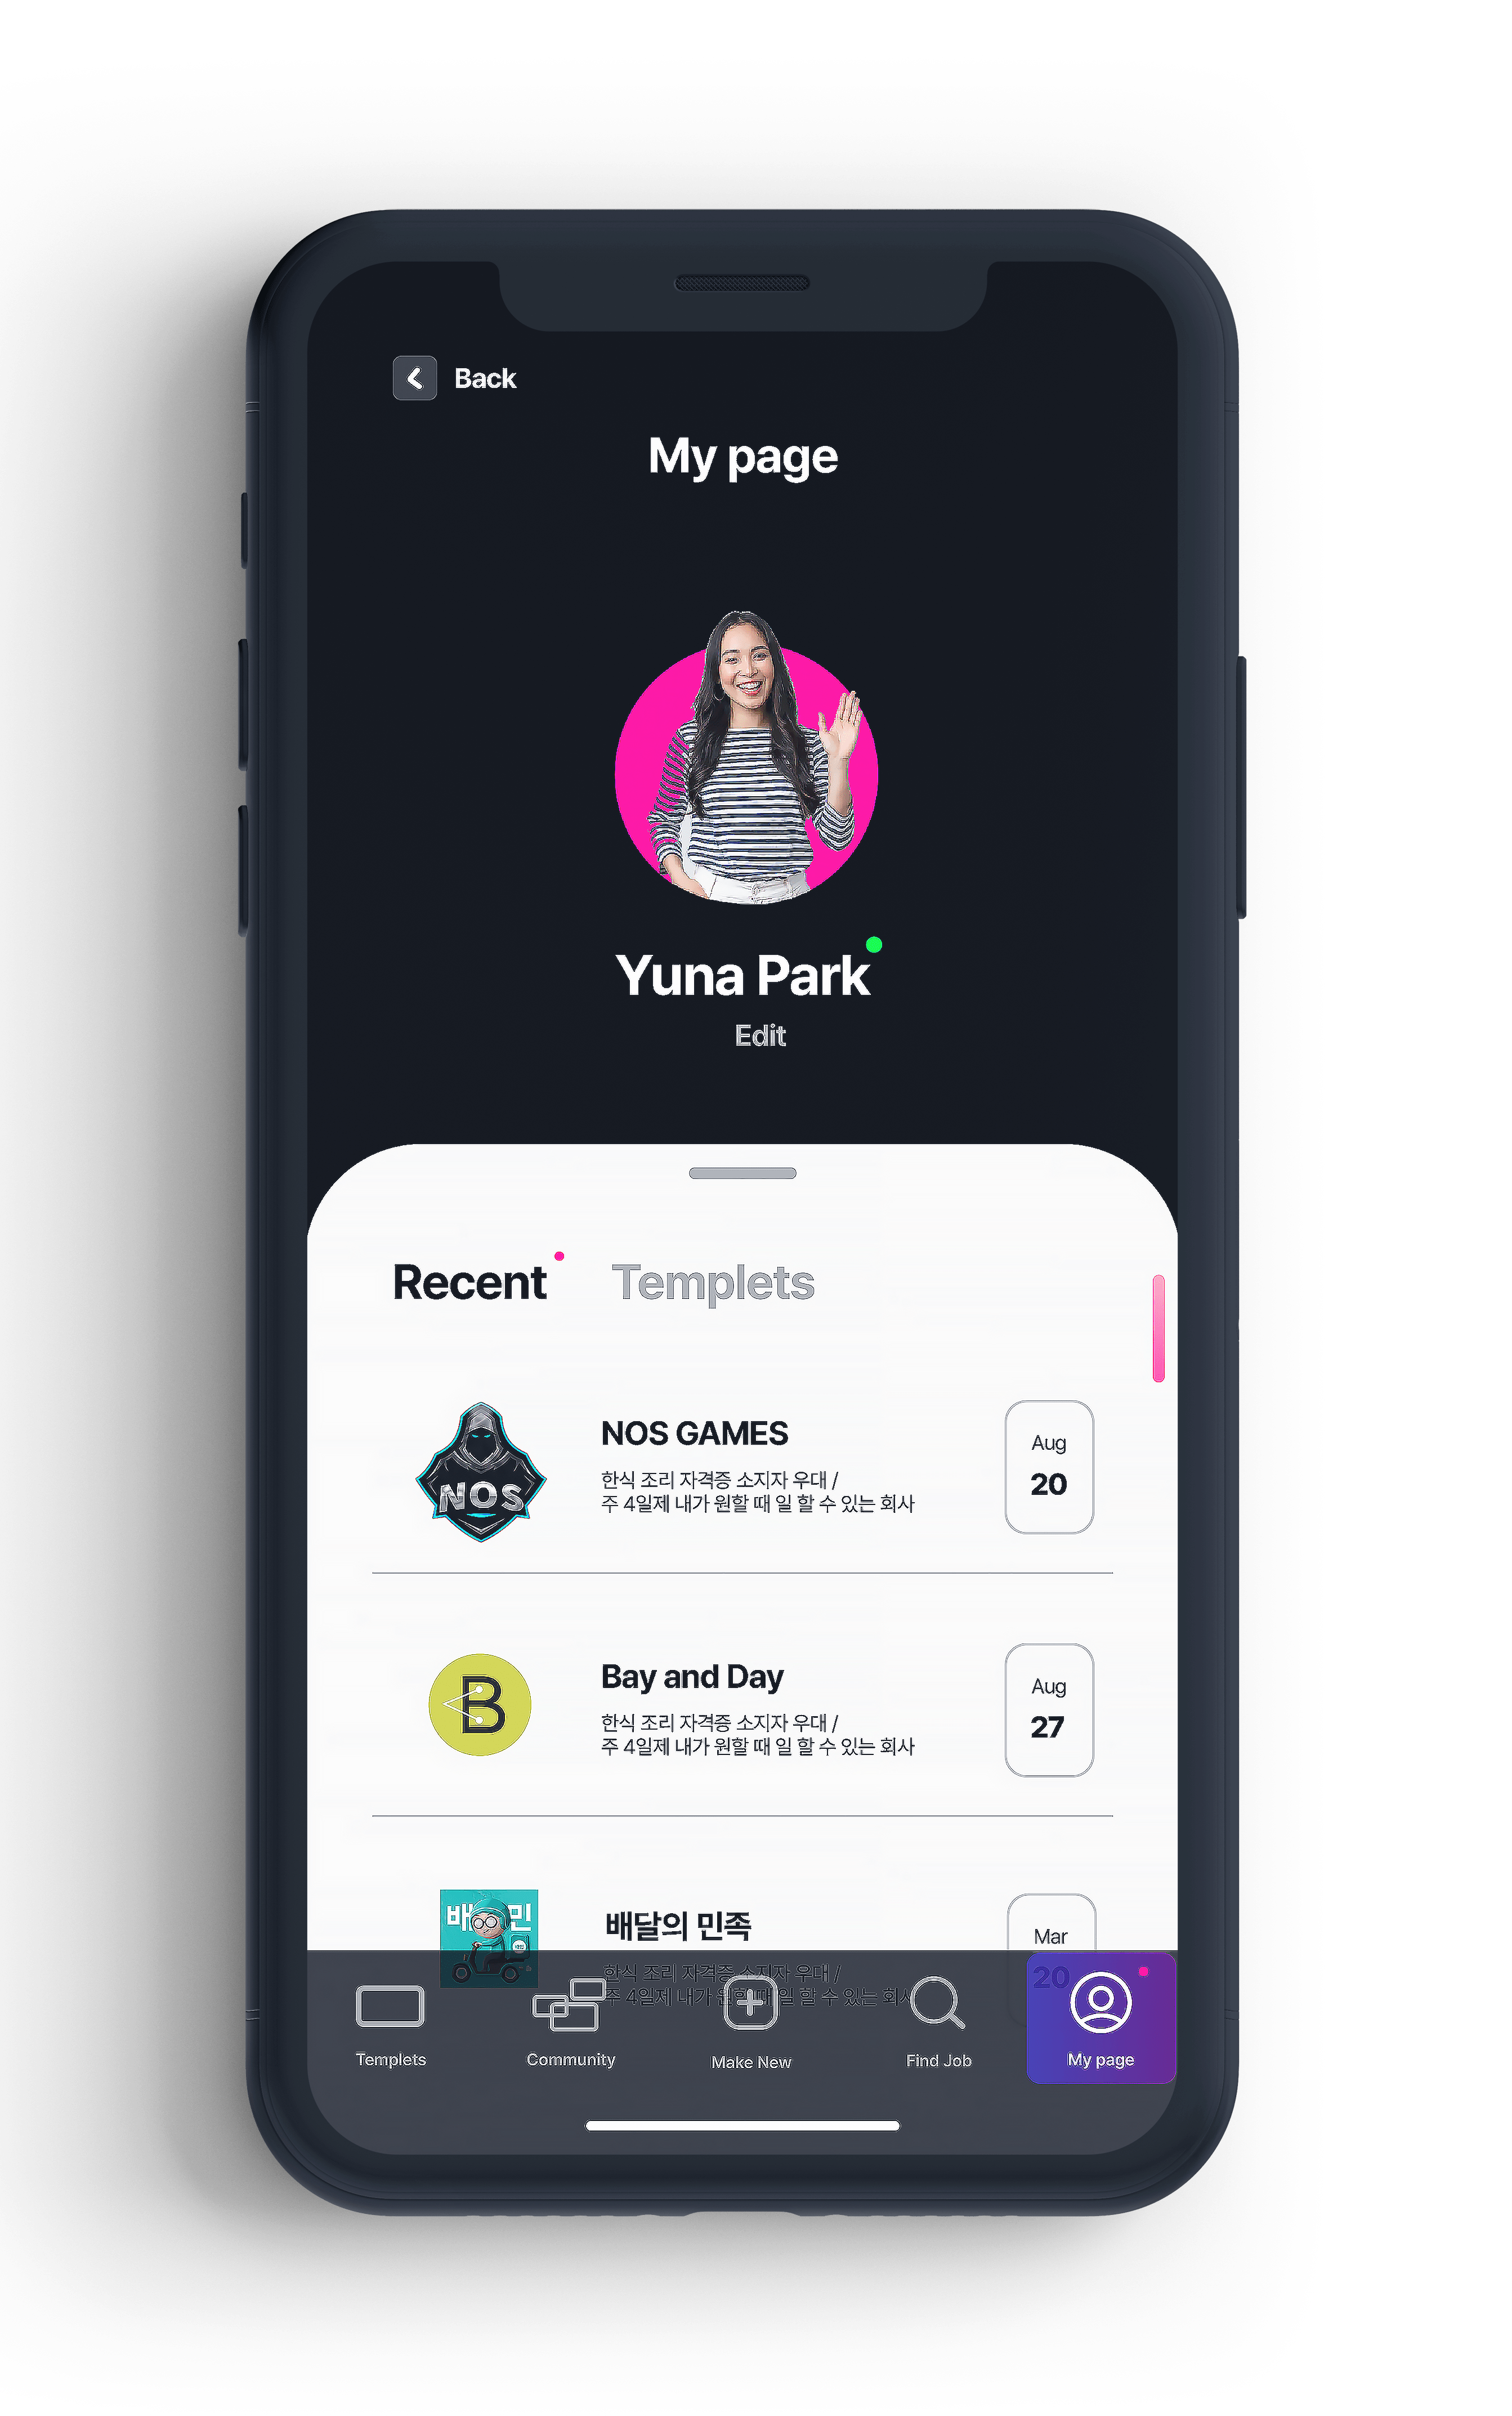 Back
My page
Yuna Park
Edit
Recent
Templets
NOS
NOS GAMES
한식 조리 자격증 소지자 우대 /
주 4일제 내가 원할 때 일 할 수 있는 회사
Aug
20
B
Bay and Day
한식 조리 자격증 소지자 우대 /
주 4일제 내가 원할 때 일 할 수 있는 회사
Aug
27
배 민
배달의 민족
한식 조리 자격증 소지자 우대 /
주 4일제 내가 원할 때 일 할 수 있는 회사
Mar
20
Templets
Community
Make New
Find Job
My page